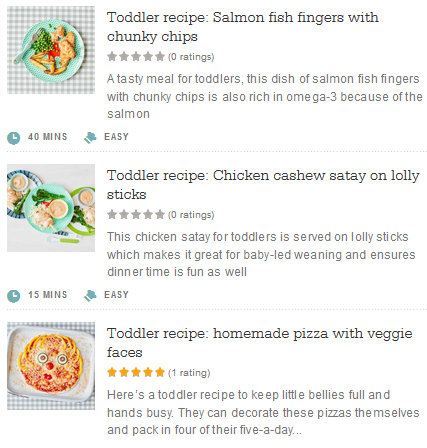 Toddler recipe: Salmon fish fingers with
chunky chips
(0 ratings)
A tasty meal for toddlers, this dish of salmon fish fingers
with chunky chips is also rich in omega-3 because of the
salmon
40 MINS EASY
Toddler recipe: Chicken cashew satay on lolly
sticks
(0 ratings)
This chicken satay for toddlers is served on lolly sticks
which makes it great for baby-led weaning and ensures
dinner time is fun as well
15 MINS EASY
Toddler recipe: homemade pizza with veggie
faces
(1 rating)
Here's a toddler recipe to keep little bellies full and
hands busy. They can decorate these pizzas themselves
and pack in four of their five-a-day...